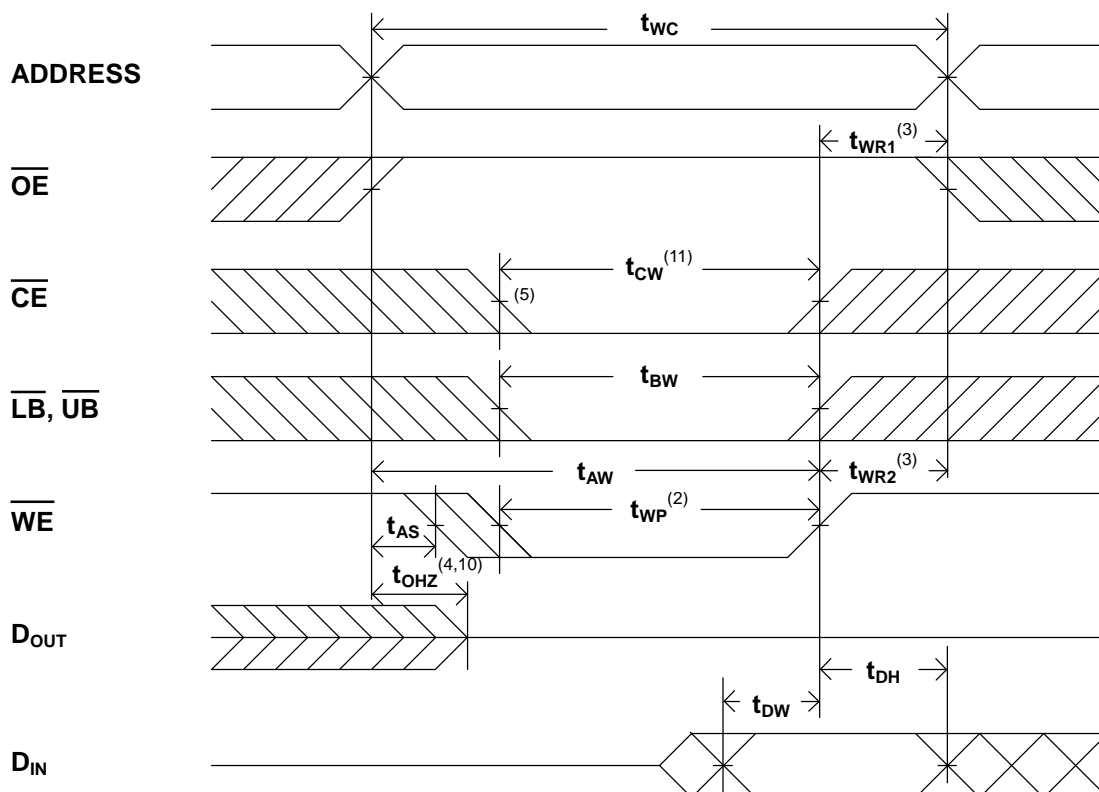 tWC
ADDRESS
tWR1(3)
OE
tCW(11)
CE
(5)
LB, UB
tBW
tAW
tWR2(3)
WE
tWP(2)
tAS
tOHZ(4,10)
DOUT
tDH
tDW
DIN